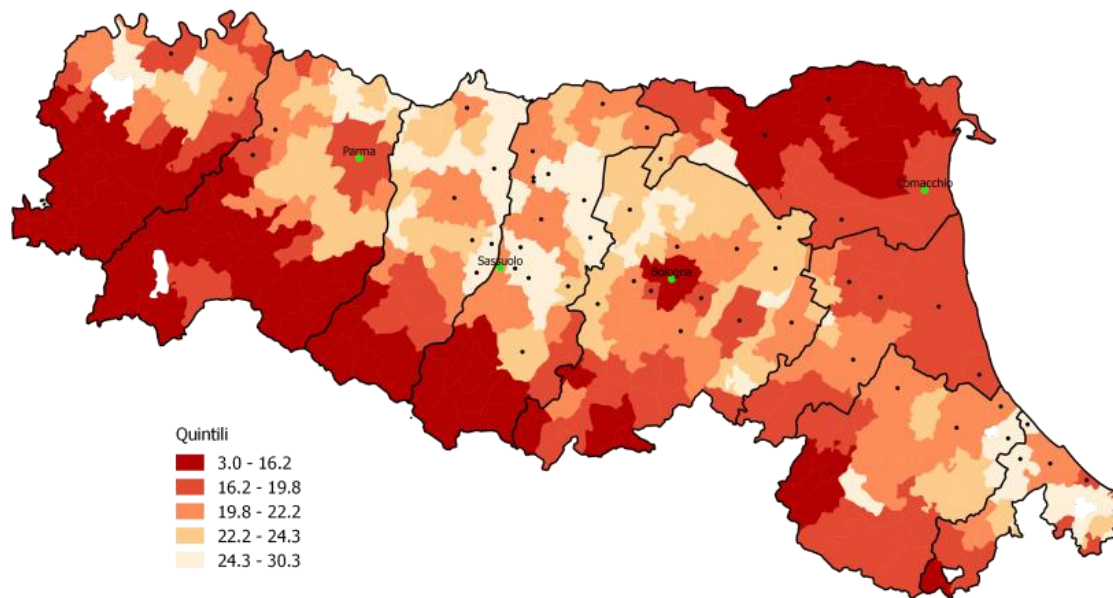 Parma
Comacchio
Sassuolo
Bologna
Quintili
3.0 - 16.2
16.2 - 19.8
19.8 - 22.2
22.2 - 24.3
24.3 - 30.3